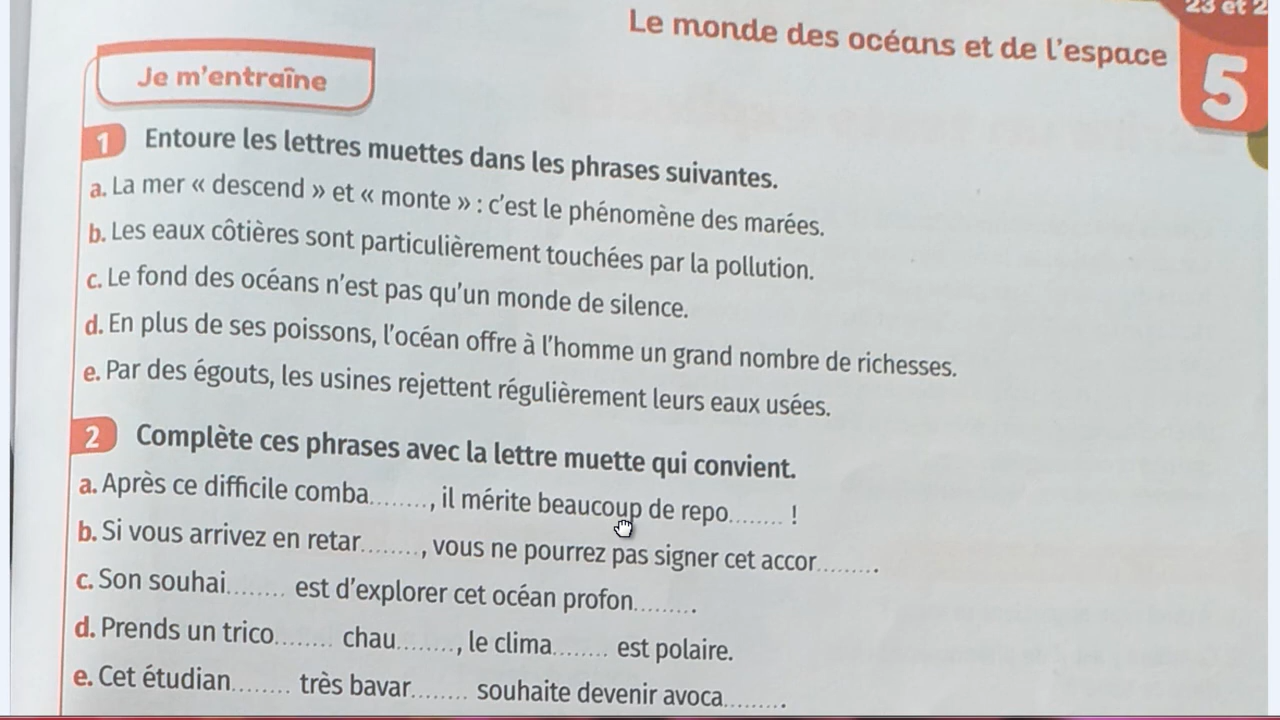 23 et 2
Le monde des océans et de l'espace
5
Je m'entraîne
1 Entoure les lettres muettes dans les phrases suivantes.
a. La mer « descend » et « monte » : c'est le phénomène des marées.
b. Les eaux côtières sont particulièrement touchées par la pollution.
c. Le fond des océans n'est pas qu'un monde de silence.
d. En plus de ses poissons, l'océan offre à l'homme un grand nombre de richesses.
e. Par des égouts, les usines rejettent régulièrement leurs eaux usées.
2 Complète ces phrases avec la lettre muette qui convient.
a. Après ce difficile comba........, il mérite beaucoup de repo........ !
b. Si vous arrivez en retar........, vous ne pourrez pas signer cet accor.........
c. Son souhai........ est d'explorer cet océan profon.........
d. Prends un trico........ chau........, le clima........ est polaire.
e. Cet étudian........ très bavar........ souhaite devenir avoca.........